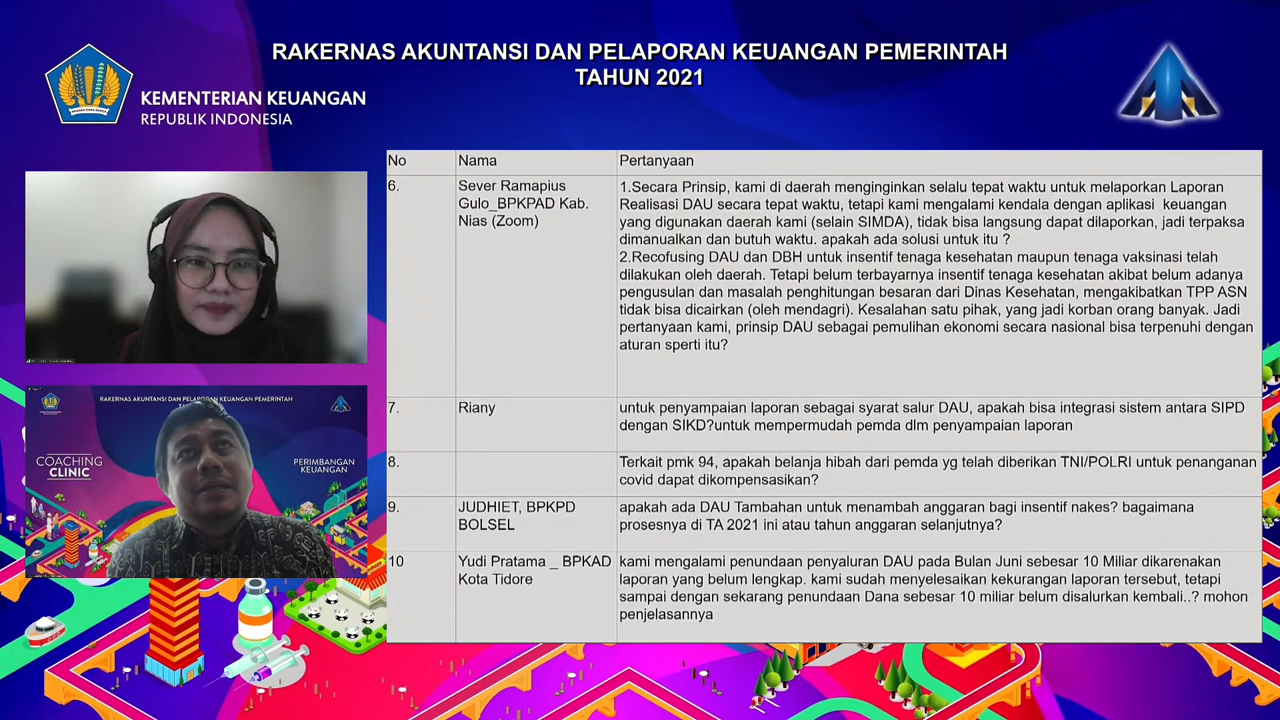 RAKERNAS AKUNTANSI DAN PELAPORAN KEUANGAN PEMERINTAH
TAHUN 2021
KEMENTERIAN KEUANGAN
REPUBLIK INDONESIA
No Nama Pertanyaan
6. Sever Ramapius
Gulo_BPKPAD Kab.
Nias (Zoom)
1.Secara Prinsip, kami di daerah menginginkan selalu tepat waktu untuk melaporkan Laporan
Realisasi DAU secara tepat waktu, tetapi kami mengalami kendala dengan aplikasi keuangan
yang digunakan daerah kami (selain SIMDA), tidak bisa langsung dapat dilaporkan, jadi terpaksa
dimanualkan dan butuh waktu. apakah ada solusi untuk itu ?
2.Recofusing DAU dan DBH untuk insentif tenaga kesehatan maupun tenaga vaksinasi telah
dilakukan oleh daerah. Tetapi belum terbayarnya insentif tenaga kesehatan akibat belum adanya
pengusulan dan masalah penghitungan besaran dari Dinas Kesehatan, mengakibatkan TPP ASN
tidak bisa dicairkan (oleh mendagri). Kesalahan satu pihak, yang jadi korban orang banyak. Jadi
pertanyaan kami, prinsip DAU sebagai pemulihan ekonomi secara nasional bisa terpenuhi dengan
aturan sperti itu?
7. Riany
untuk penyampaian laporan sebagai syarat salur DAU, apakah bisa integrasi sistem antara SIPD
dengan SIKD?untuk mempermudah pemda dlm penyampaian laporan
8.
Terkait pmk 94, apakah belanja hibah dari pemda yg telah diberikan TNI/POLRI untuk penanganan
covid dapat dikompensasikan?
9. JUDHIET, BPKPD
BOLSEL
apakah ada DAU Tambahan untuk menambah anggaran bagi insentif nakes? bagaimana
prosesnya di TA 2021 ini atau tahun anggaran selanjutnya?
10 Yudi Pratama _ BPKAD
Kota Tidore
kami mengalami penundaan penyaluran DAU pada Bulan Juni sebesar 10 Miliar dikarenakan
laporan yang belum lengkap. kami sudah menyelesaikan kekurangan laporan tersebut, tetapi
sampai dengan sekarang penundaan Dana sebesar 10 miliar belum disalurkan kembali..? mohon
penjelasannya
RAKERNAS AKUNTANSI DAN PELAPORAN KEUANGAN PEMERINTAH
COACHING
CLINIC
PERIMBANGAN
KEUANGAN